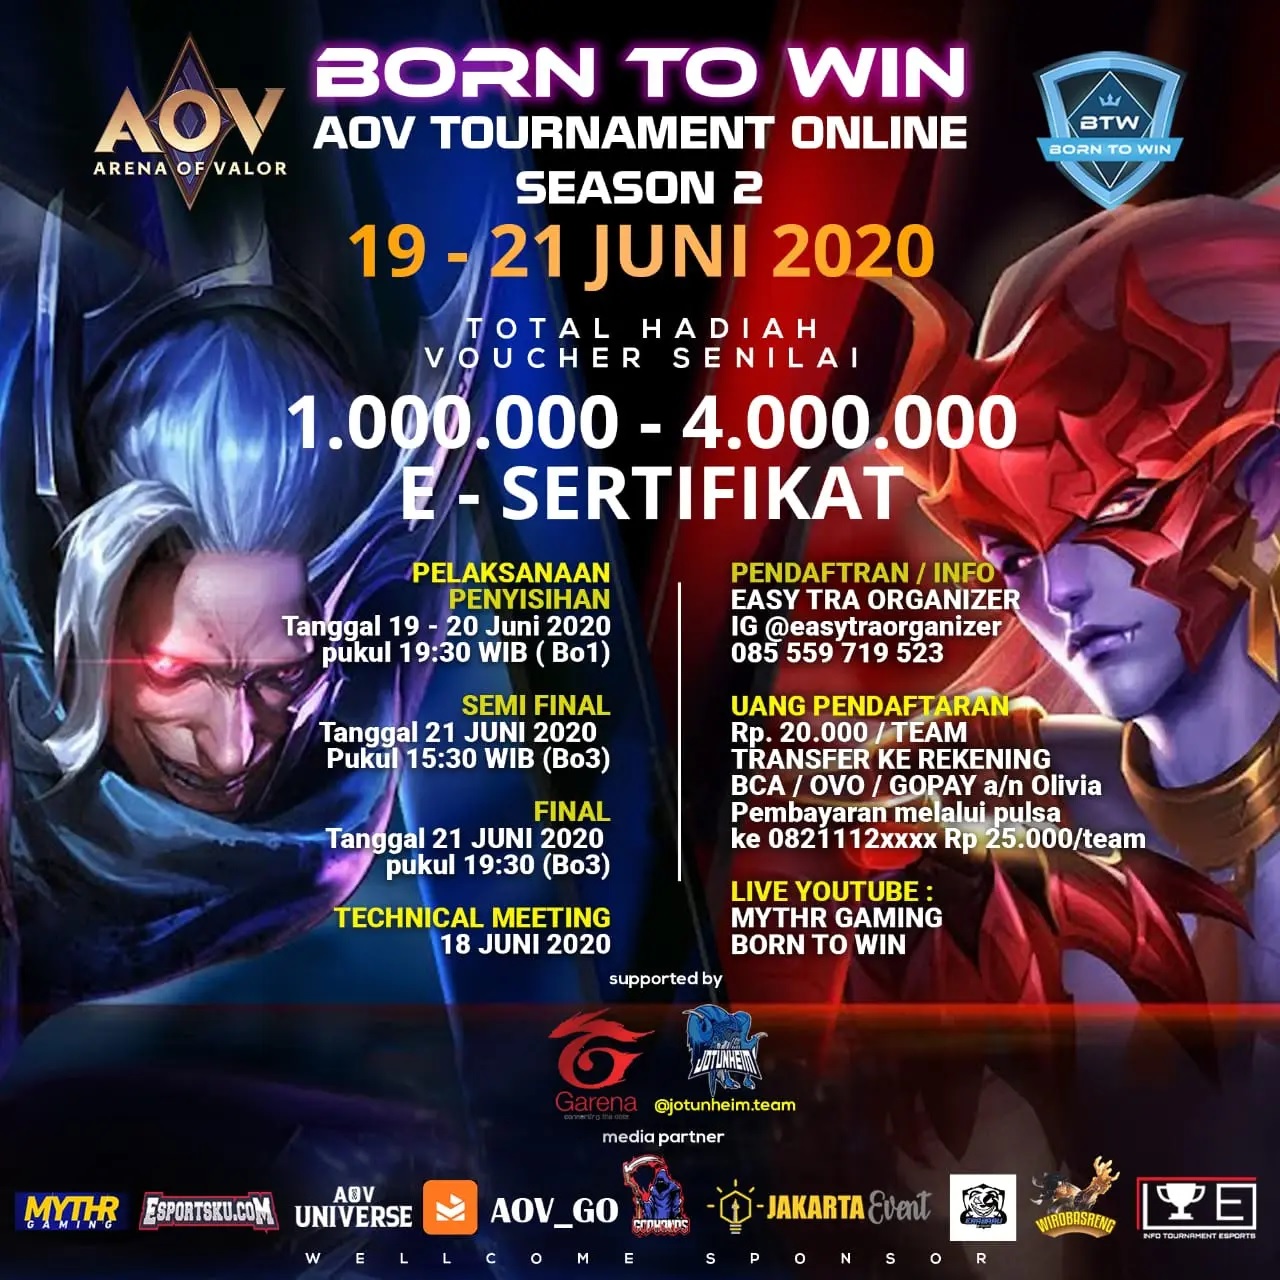 BORN TO WIN
AOV TOURNAMENT ONLINE
SEASON 2
19 - 21 JUNI 2020
AOV
ARENA OF VALOR
BTW
BORN TO WIN
TOTAL HADIAH
VOUCHER SENILAI
1.000.000 - 4.000.000
E - SERTIFIKAT
PELAKSANAAN
PENYISIHAN
Tanggal 19 - 20 Juni 2020
pukul 19:30 WIB ( Bo1)
SEMI FINAL
Tanggal 21 JUNI 2020
Pukul 15:30 WIB (Bo3)
FINAL
Tanggal 21 JUNI 2020
pukul 19:30 (Bo3)
TECHNICAL MEETING
18 JUNI 2020
PENDAFTRAN / INFO
EASY TRA ORGANIZER
IG @easytraorganizer
085 559 719 523
UANG PENDAFTARAN
Rp. 20.000 / TEAM
TRANSFER KE REKENING
BCA / OVO / GOPAY a/n Olivia
Pembayaran melalui pulsa
ke 0821112xxxx Rp 25.000/team
LIVE YOUTUBE :
MYTHR GAMING
BORN TO WIN
supported by
Garena
connecting the dots
JOTUNHEIM
@jotunheim.team
media partner
MYTHR
GAMING
ESPORTSKU.COM
AOV
UNIVERSE
AOV_GO
GODHANDS
JAKARTA Event
WIROBASRENG
E
INFO TOURNAMENT ESPORTS
WELLCOME SPONSOR